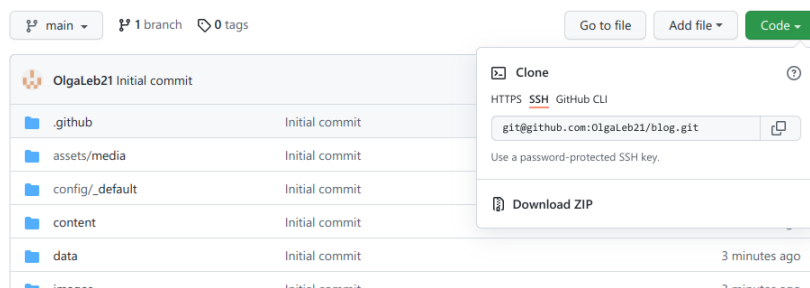 main 1 branch 0 tags Go to file Add file Code
OlgaLeb21 Initial commit
Clone
HTTPS SSH GitHub CLI
git@github.com:OlgaLeb21/blog.git
Use a password-protected SSH key.
Download ZIP
.github Initial commit
assets/media Initial commit
config/_default Initial commit
content Initial commit
data 3 minutes ago
images Initial commit 3 minutes ago